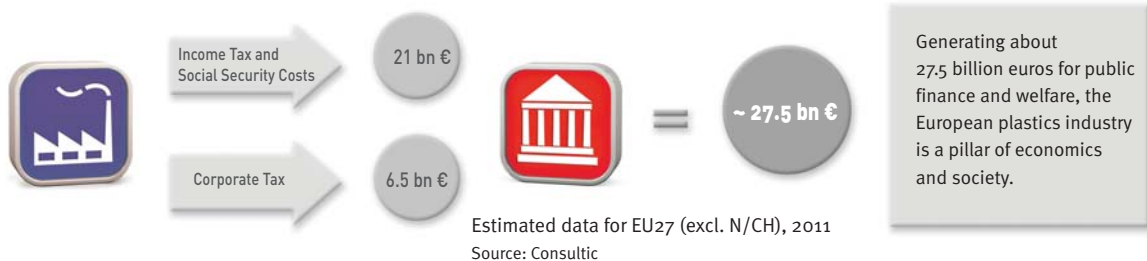 Income Tax and
Social Security Costs
21 bn €
Corporate Tax
6.5 bn €
= ~ 27.5 bn €
Estimated data for EU27 (excl. N/CH), 2011
Source: Consultic
Generating about
27.5 billion euros for public
finance and welfare, the
European plastics industry
is a pillar of economics
and society.